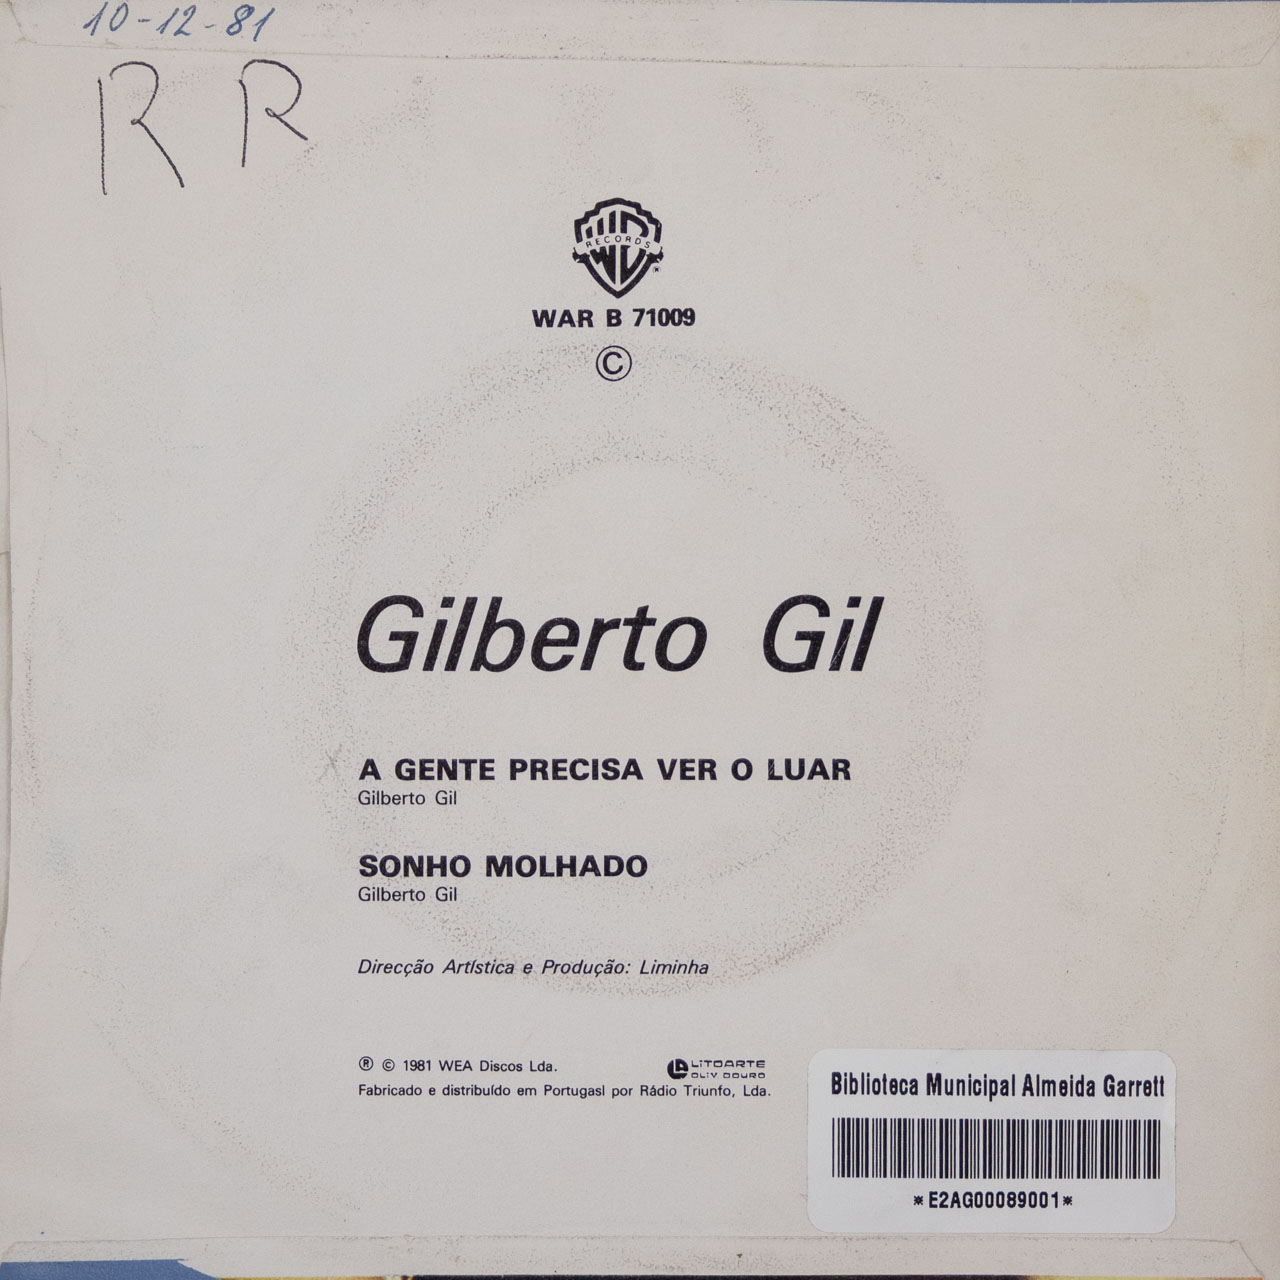 10-12-81
R R
WB RECORDS ®
WAR B 71009
©
Gilberto Gil
A GENTE PRECISA VER O LUAR
Gilberto Gil
SONHO MOLHADO
Gilberto Gil
Direcção Artística e Produção: Liminha
® © 1981 WEA Discos Lda.
LITOARTE
OLIV DOURO
Fabricado e distribuído em Portugasl por Rádio Triunfo, Lda.
Biblioteca Municipal Almeida Garrett
*E2AG00089001*